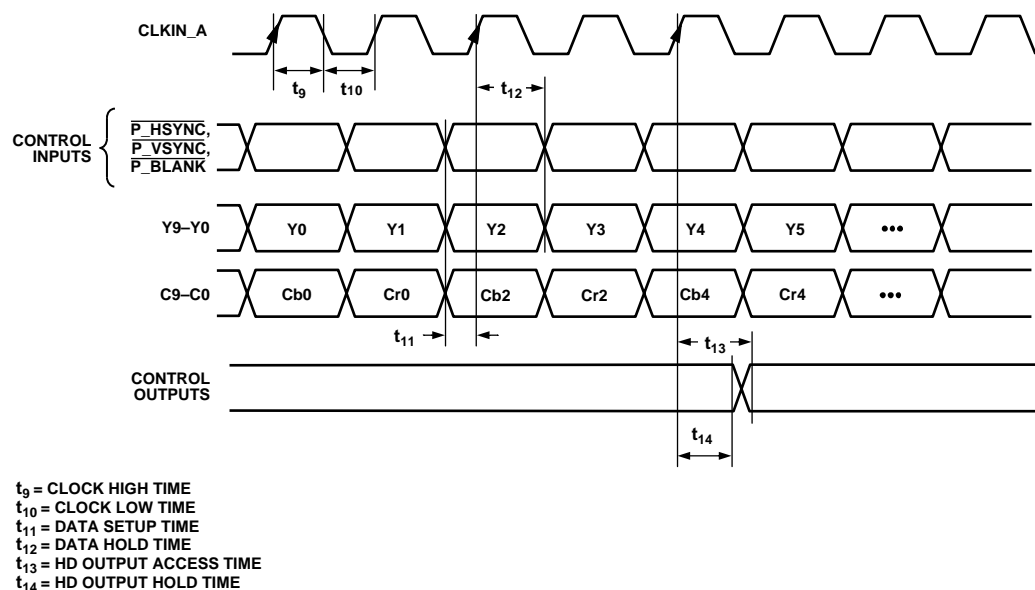 CLKIN_A
t9 t10 t12
CONTROL INPUTS
P_HSYNC,
P_VSYNC,
P_BLANK
Y9–Y0 Y0 Y1 Y2 Y3 Y4 Y5 •••
C9–C0 Cb0 Cr0 Cb2 Cr2 Cb4 Cr4 •••
t11 t13
CONTROL OUTPUTS
t14
t9 = CLOCK HIGH TIME
t10 = CLOCK LOW TIME
t11 = DATA SETUP TIME
t12 = DATA HOLD TIME
t13 = HD OUTPUT ACCESS TIME
t14 = HD OUTPUT HOLD TIME